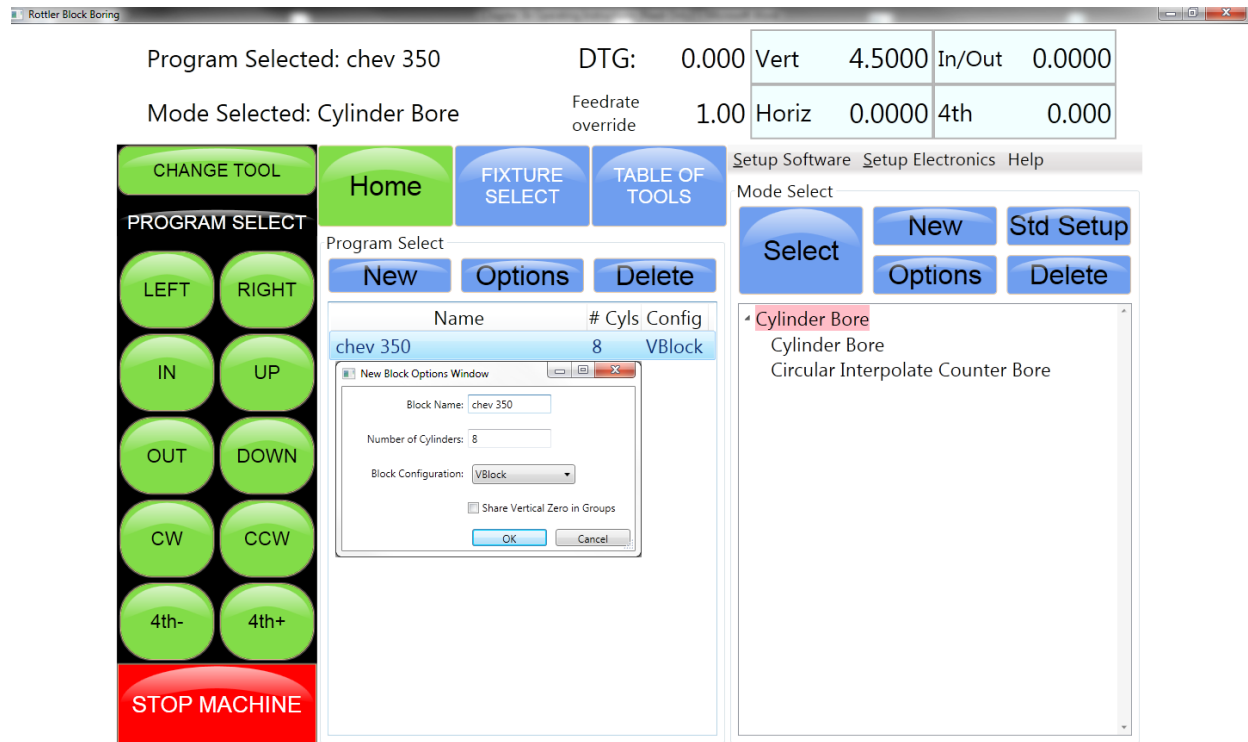 Rottler Block Boring
Program Selected: chev 350
DTG: 0.000
Vert 4.5000
In/Out 0.0000
Mode Selected: Cylinder Bore
Feedrate
override
1.00
Horiz 0.0000
4th 0.000
CHANGE TOOL
PROGRAM SELECT
LEFT
RIGHT
IN
UP
OUT
DOWN
CW
CCW
4th-
4th+
STOP MACHINE
Home
FIXTURE
SELECT
TABLE OF
TOOLS
Program Select
New
Options
Delete
Name # Cyls Config
chev 350 8 VBlock
New Block Options Window
Block Name: chev 350
Number of Cylinders: 8
Block Configuration: VBlock
Share Vertical Zero in Groups
OK
Cancel
Setup Software Setup Electronics Help
Mode Select
Select
New
Std Setup
Options
Delete
Cylinder Bore
Cylinder Bore
Circular Interpolate Counter Bore